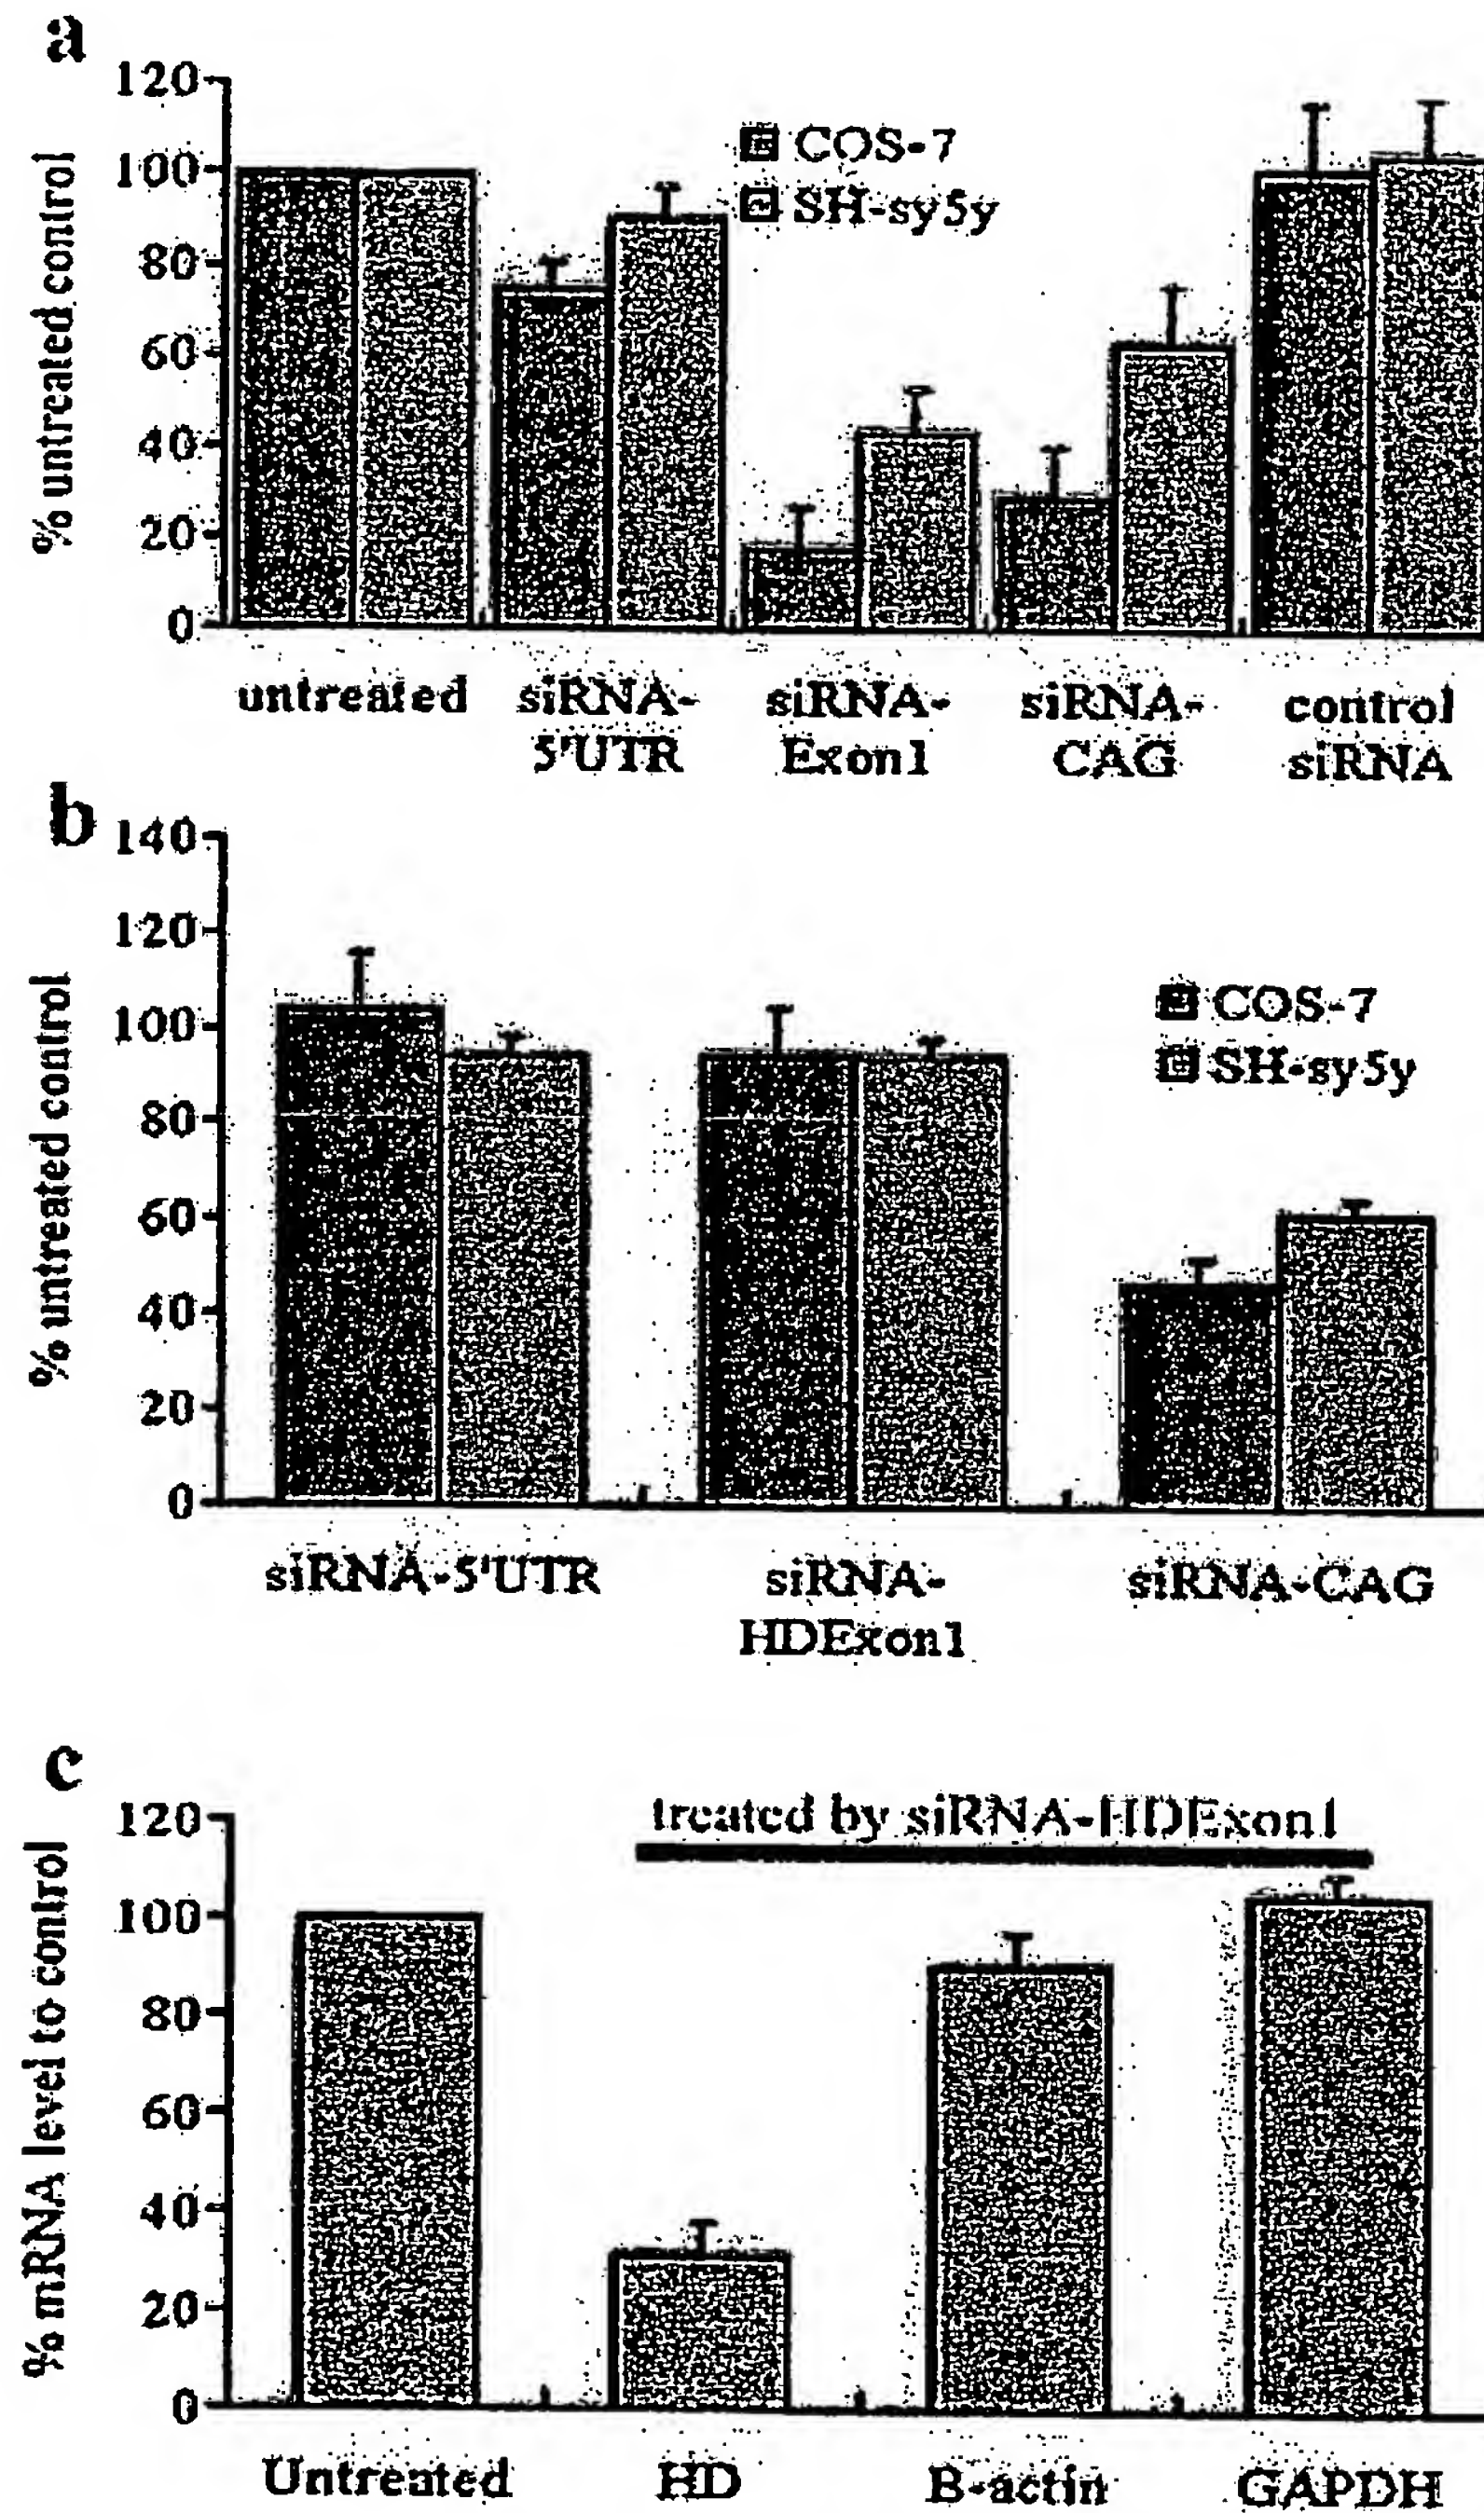 a
120
100
80
60
40
20
0
% untreated control
COS-7
SH-sy5y
untreated
siRNA-
5'UTR
siRNA-
Exon1
siRNA-
CAG
control
siRNA
b
140
120
100
80
60
40
20
0
% untreated control
COS-7
SH-sy5y
siRNA-5'UTR
siRNA-
HDExon1
siRNA-CAG
c
120
100
80
60
40
20
0
% mRNA level to control
treated by siRNA-HDExon1
Untreated
HD
B-actin
GAPDH